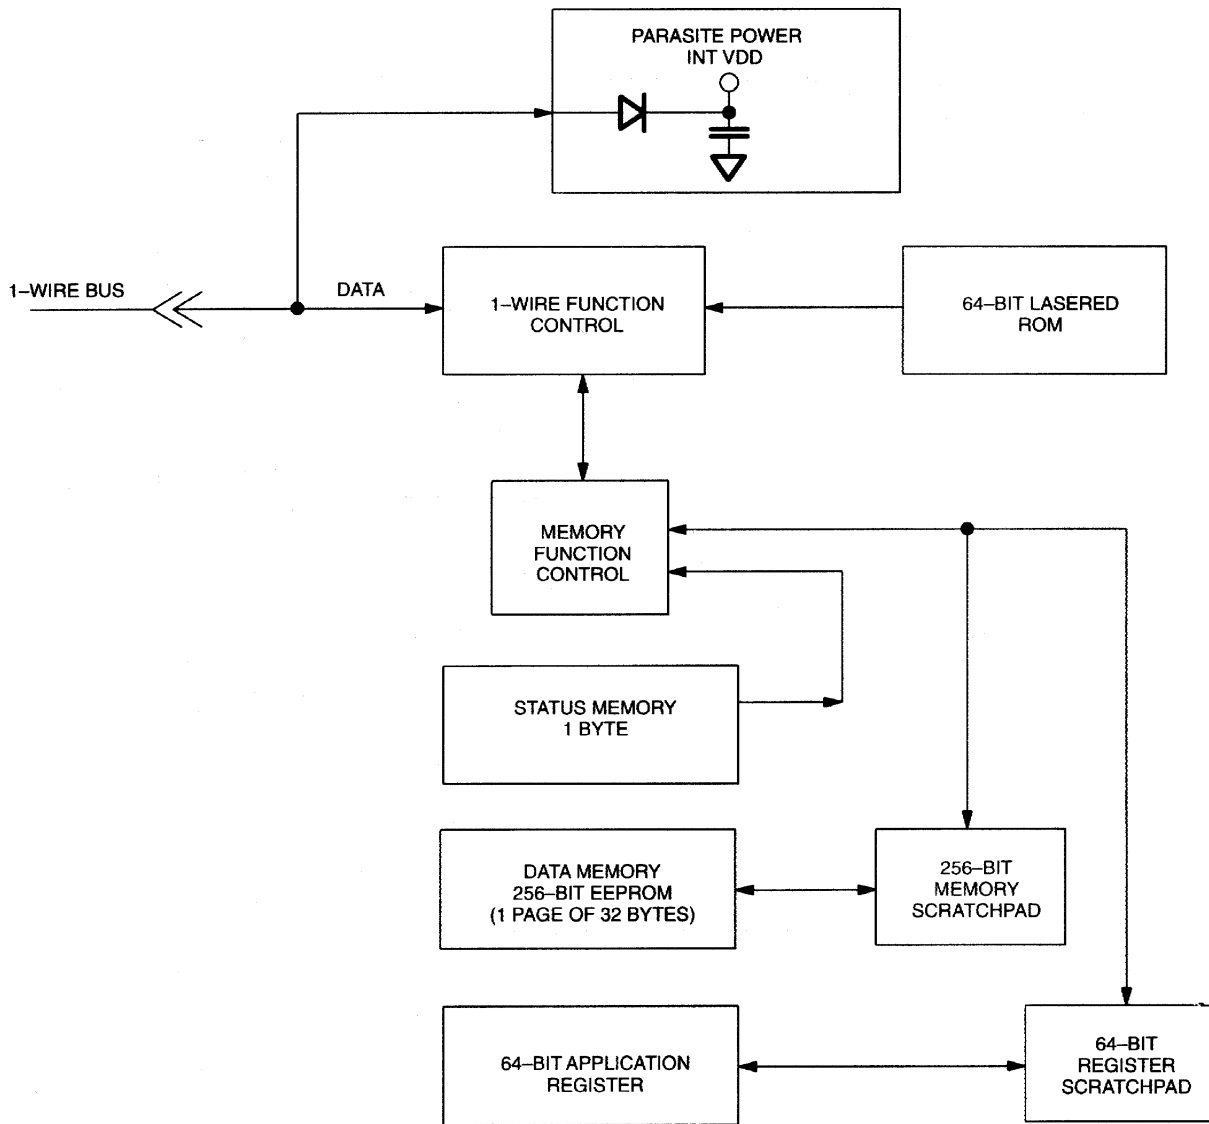 PARASITE POWER
INT VDD
1–WIRE BUS
DATA
1–WIRE FUNCTION
CONTROL
64–BIT LASERED
ROM
MEMORY
FUNCTION
CONTROL
STATUS MEMORY
1 BYTE
DATA MEMORY
256–BIT EEPROM
(1 PAGE OF 32 BYTES)
256–BIT
MEMORY
SCRATCHPAD
64–BIT APPLICATION
REGISTER
64–BIT
REGISTER
SCRATCHPAD